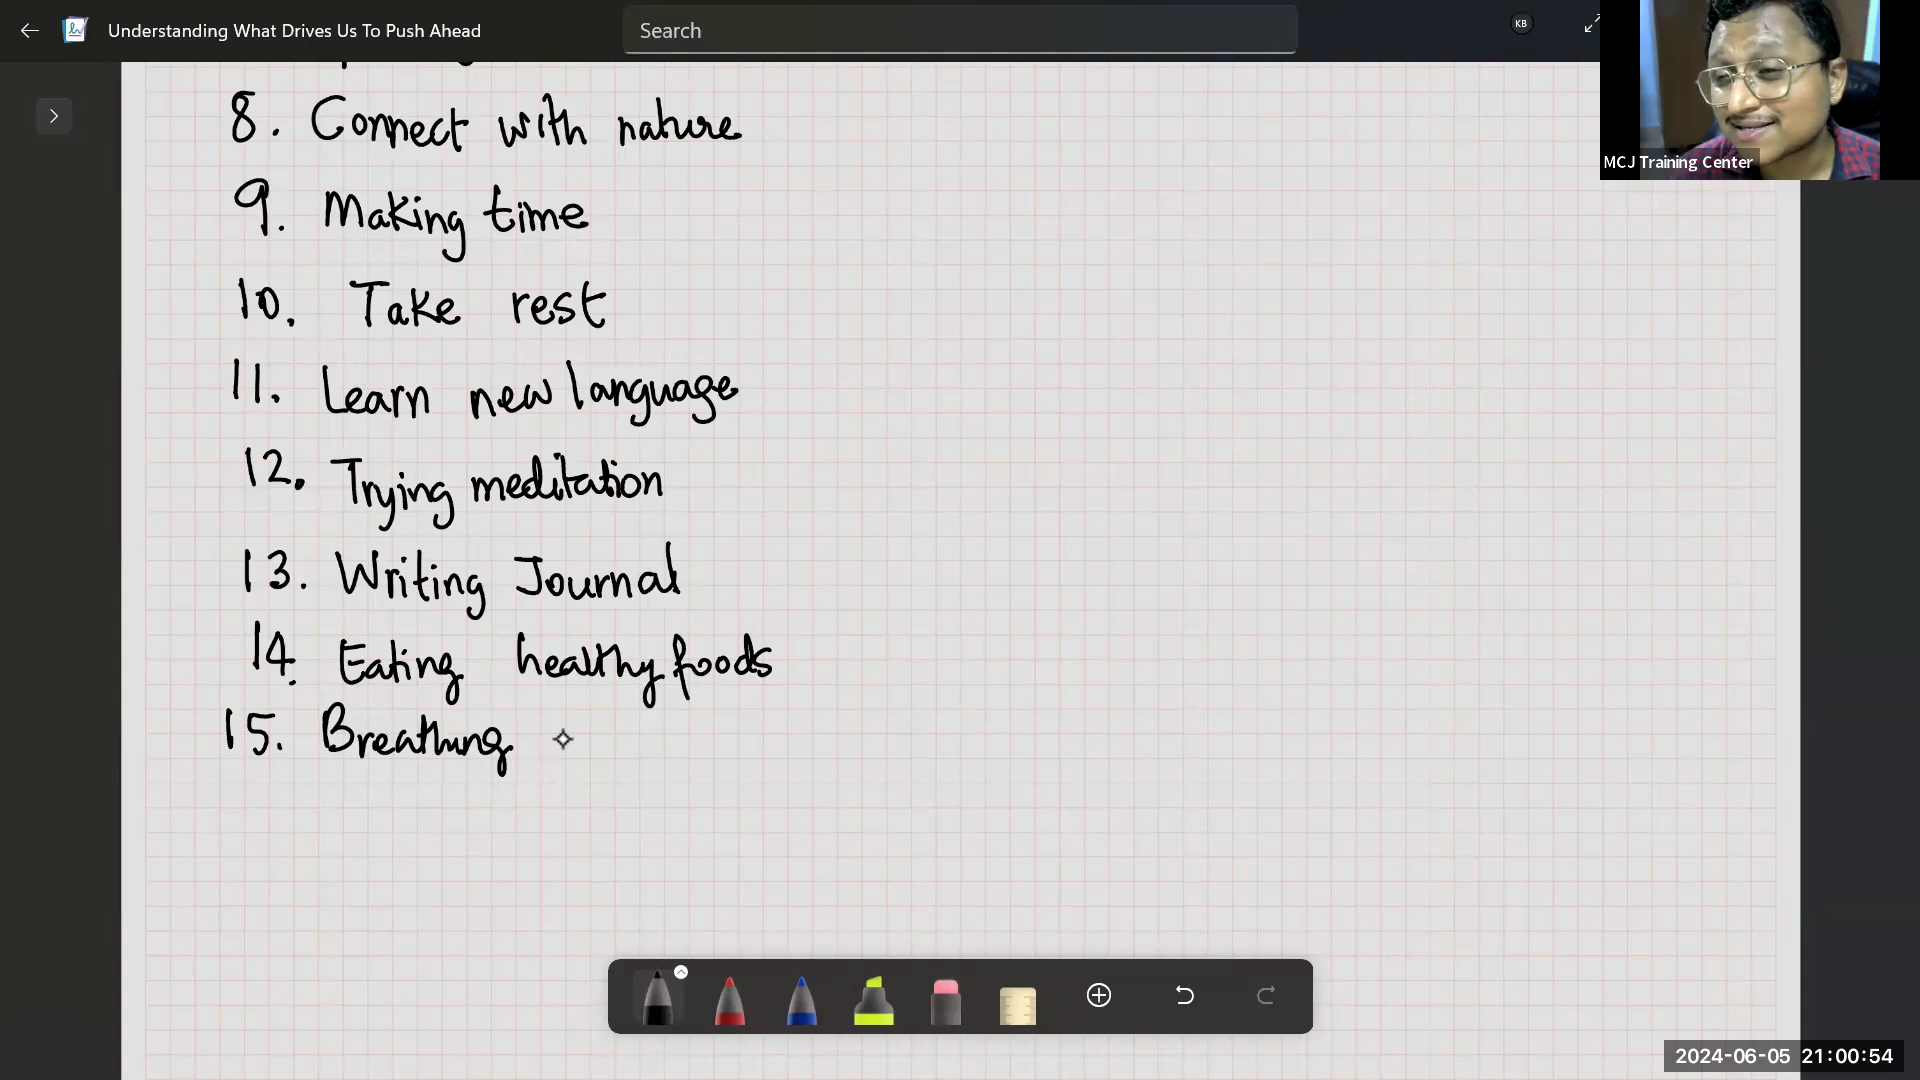 Understanding What Drives Us To Push Ahead
Search
KB
MCJ Training Center
8. Connect with nature
9. Making time
10. Take rest
11. Learn new language
12. Trying meditation
13. Writing Journal
14. Eating healthy foods
15. Breathing
2024-06-05 21:00:54